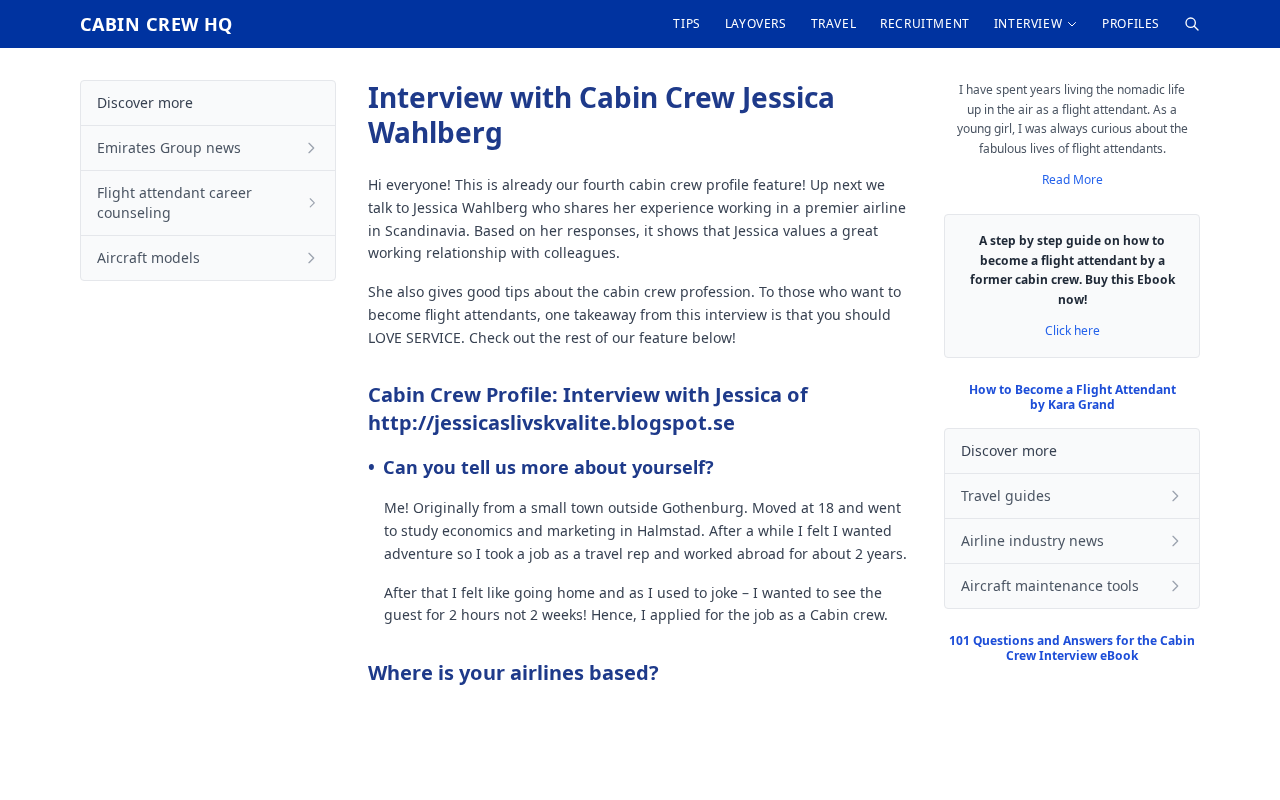 CABIN CREW HQ
TIPS
LAYOVERS
TRAVEL
RECRUITMENT
INTERVIEW
PROFILES
Discover more
Emirates Group news
Flight attendant career
counseling
Aircraft models
Interview with Cabin Crew Jessica
Wahlberg
Hi everyone! This is already our fourth cabin crew profile feature! Up next we
talk to Jessica Wahlberg who shares her experience working in a premier airline
in Scandinavia. Based on her responses, it shows that Jessica values a great
working relationship with colleagues.
She also gives good tips about the cabin crew profession. To those who want to
become flight attendants, one takeaway from this interview is that you should
LOVE SERVICE. Check out the rest of our feature below!
Cabin Crew Profile: Interview with Jessica of
http://jessicaslivskvalite.blogspot.se
• Can you tell us more about yourself?
Me! Originally from a small town outside Gothenburg. Moved at 18 and went
to study economics and marketing in Halmstad. After a while I felt I wanted
adventure so I took a job as a travel rep and worked abroad for about 2 years.
After that I felt like going home and as I used to joke – I wanted to see the
guest for 2 hours not 2 weeks! Hence, I applied for the job as a Cabin crew.
Where is your airlines based?
I have spent years living the nomadic life
up in the air as a flight attendant. As a
young girl, I was always curious about the
fabulous lives of flight attendants.
Read More
A step by step guide on how to
become a flight attendant by a
former cabin crew. Buy this Ebook
now!
Click here
How to Become a Flight Attendant
by Kara Grand
Discover more
Travel guides
Airline industry news
Aircraft maintenance tools
101 Questions and Answers for the Cabin
Crew Interview eBook